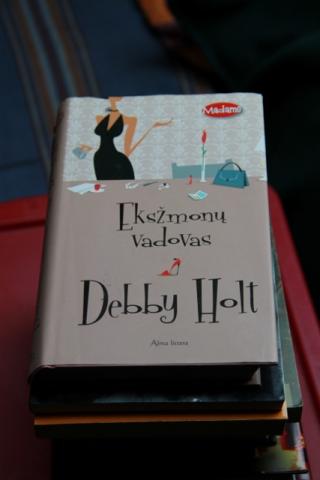 Madame
Eksžmonų
vadovas
Debby Holt
Alma littera